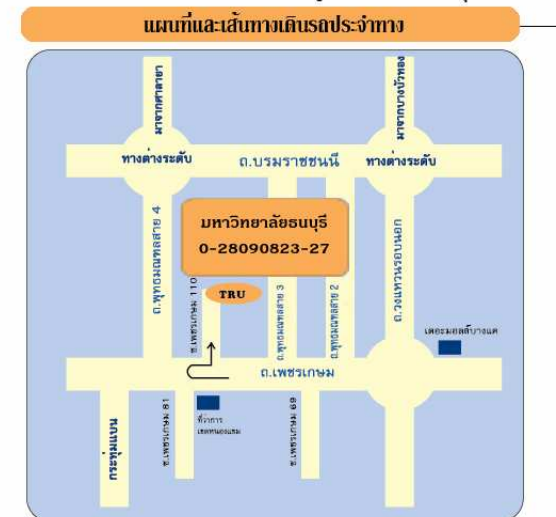 แผนที่และเส้นทางเดินรถประจำทาง
มาจากศาลายา
มาจากบางบัวทอง
ทางต่างระดับ
ถ.บรมราชชนนี
ทางต่างระดับ
ถ.พุทธมณฑลสาย 4
มหาวิทยาลัยธนบุรี
0-28090823-27
ถ.วงแหวนรอบนอก
ซ.เพชรเกษม 110
TRU
ถ.พุทธมณฑลสาย 3
ถ.พุทธมณฑลสาย 2
เดอะมอลล์บางแค
ถ.เพชรเกษม
กระทุ่มแบน
ซ.เพชรเกษม 81
ที่ว่าการ
เขตหนองแขม
ซ.เพชรเกษม 69